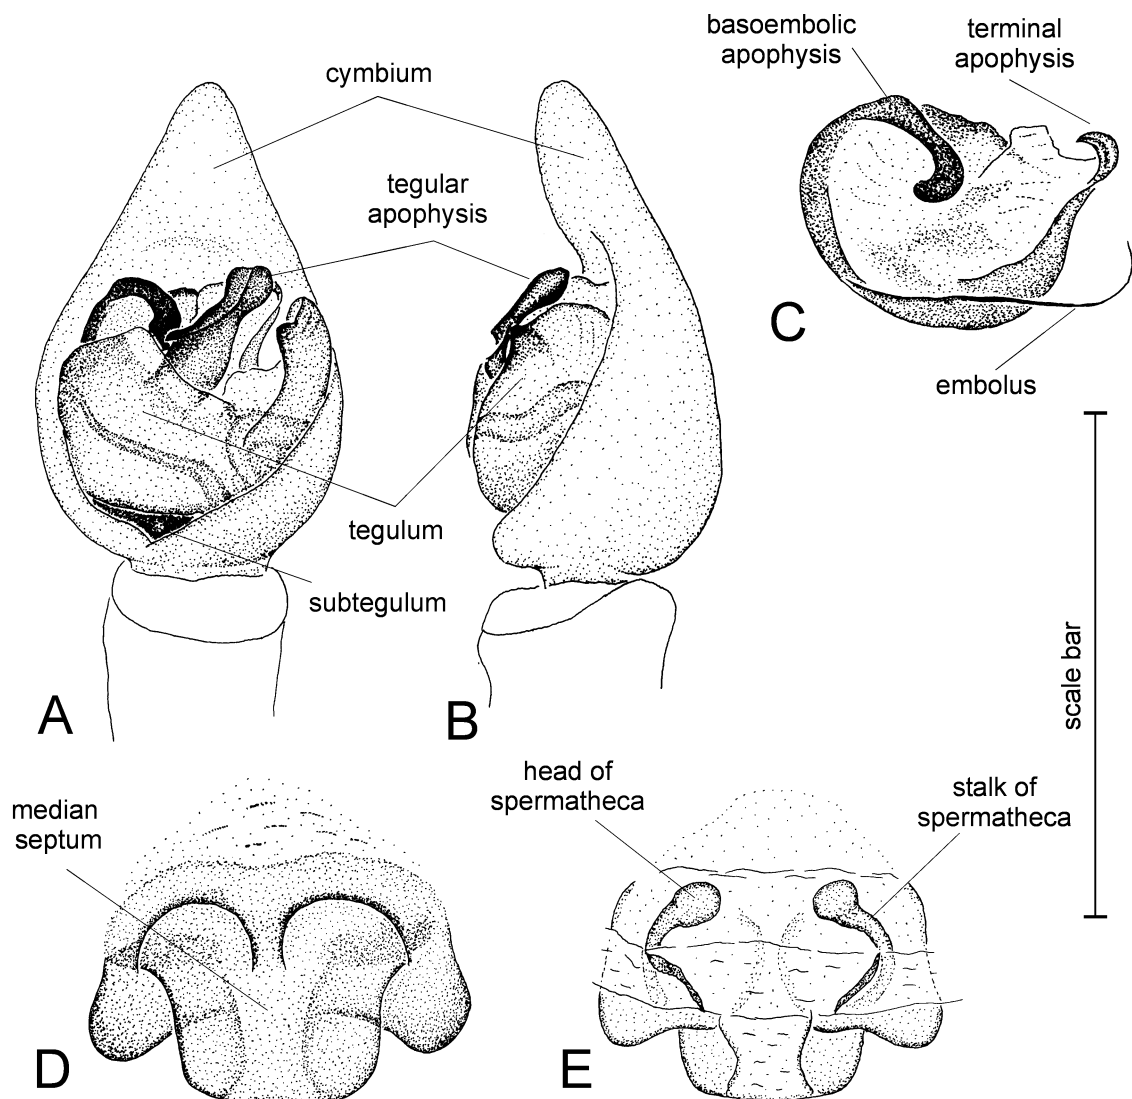 basoembolic
apophysis
terminal
apophysis
cymbium
tegular
apophysis
C
embolus
tegulum
subtegulum
scale bar
A
B
head of
spermatheca
stalk of
spermatheca
median
septum
D
E